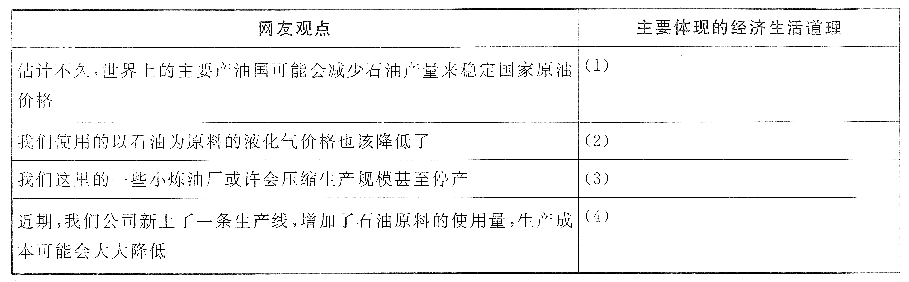 网友观点 主要体现的经济生活道理
估计不久,世界上的主要产油国可能会减少石油产量来稳定国家原油 (1)
价格
我们使用的以石油为原料的液化气价格也该降低了 (2)
我们这里的一些小炼油厂或许会压缩生产规模甚至停产 (3)
近期,我们公司新上了一条生产线,增加了石油原料的使用量,生产成 (4)
本可能会大大降低